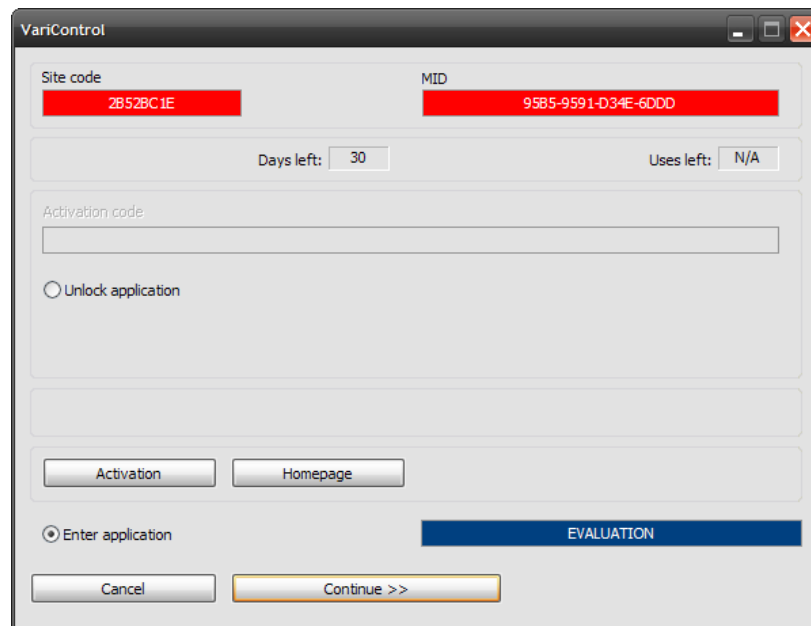 VariControl
Site code
MID
2B52BC1E
95B5-9591-D34E-6DDD
Days left: 30
Uses left: N/A
Activation code
Unlock application
Activation
Homepage
Enter application
EVALUATION
Cancel
Continue >>